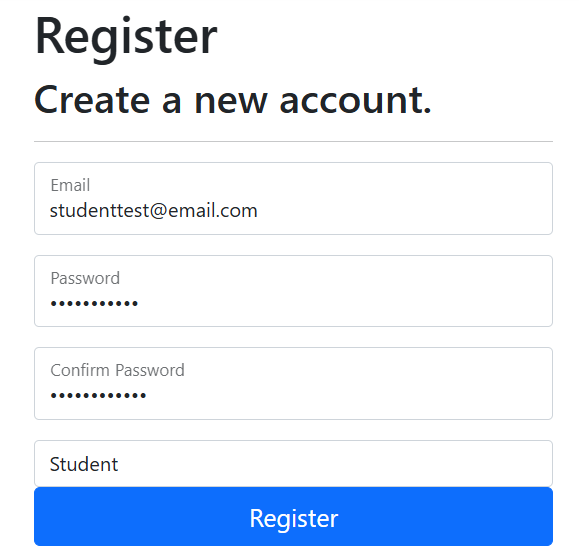 Register
Create a new account.
Email
studenttest@email.com
Password
•••••••••••
Confirm Password
••••••••••••
Student
Register